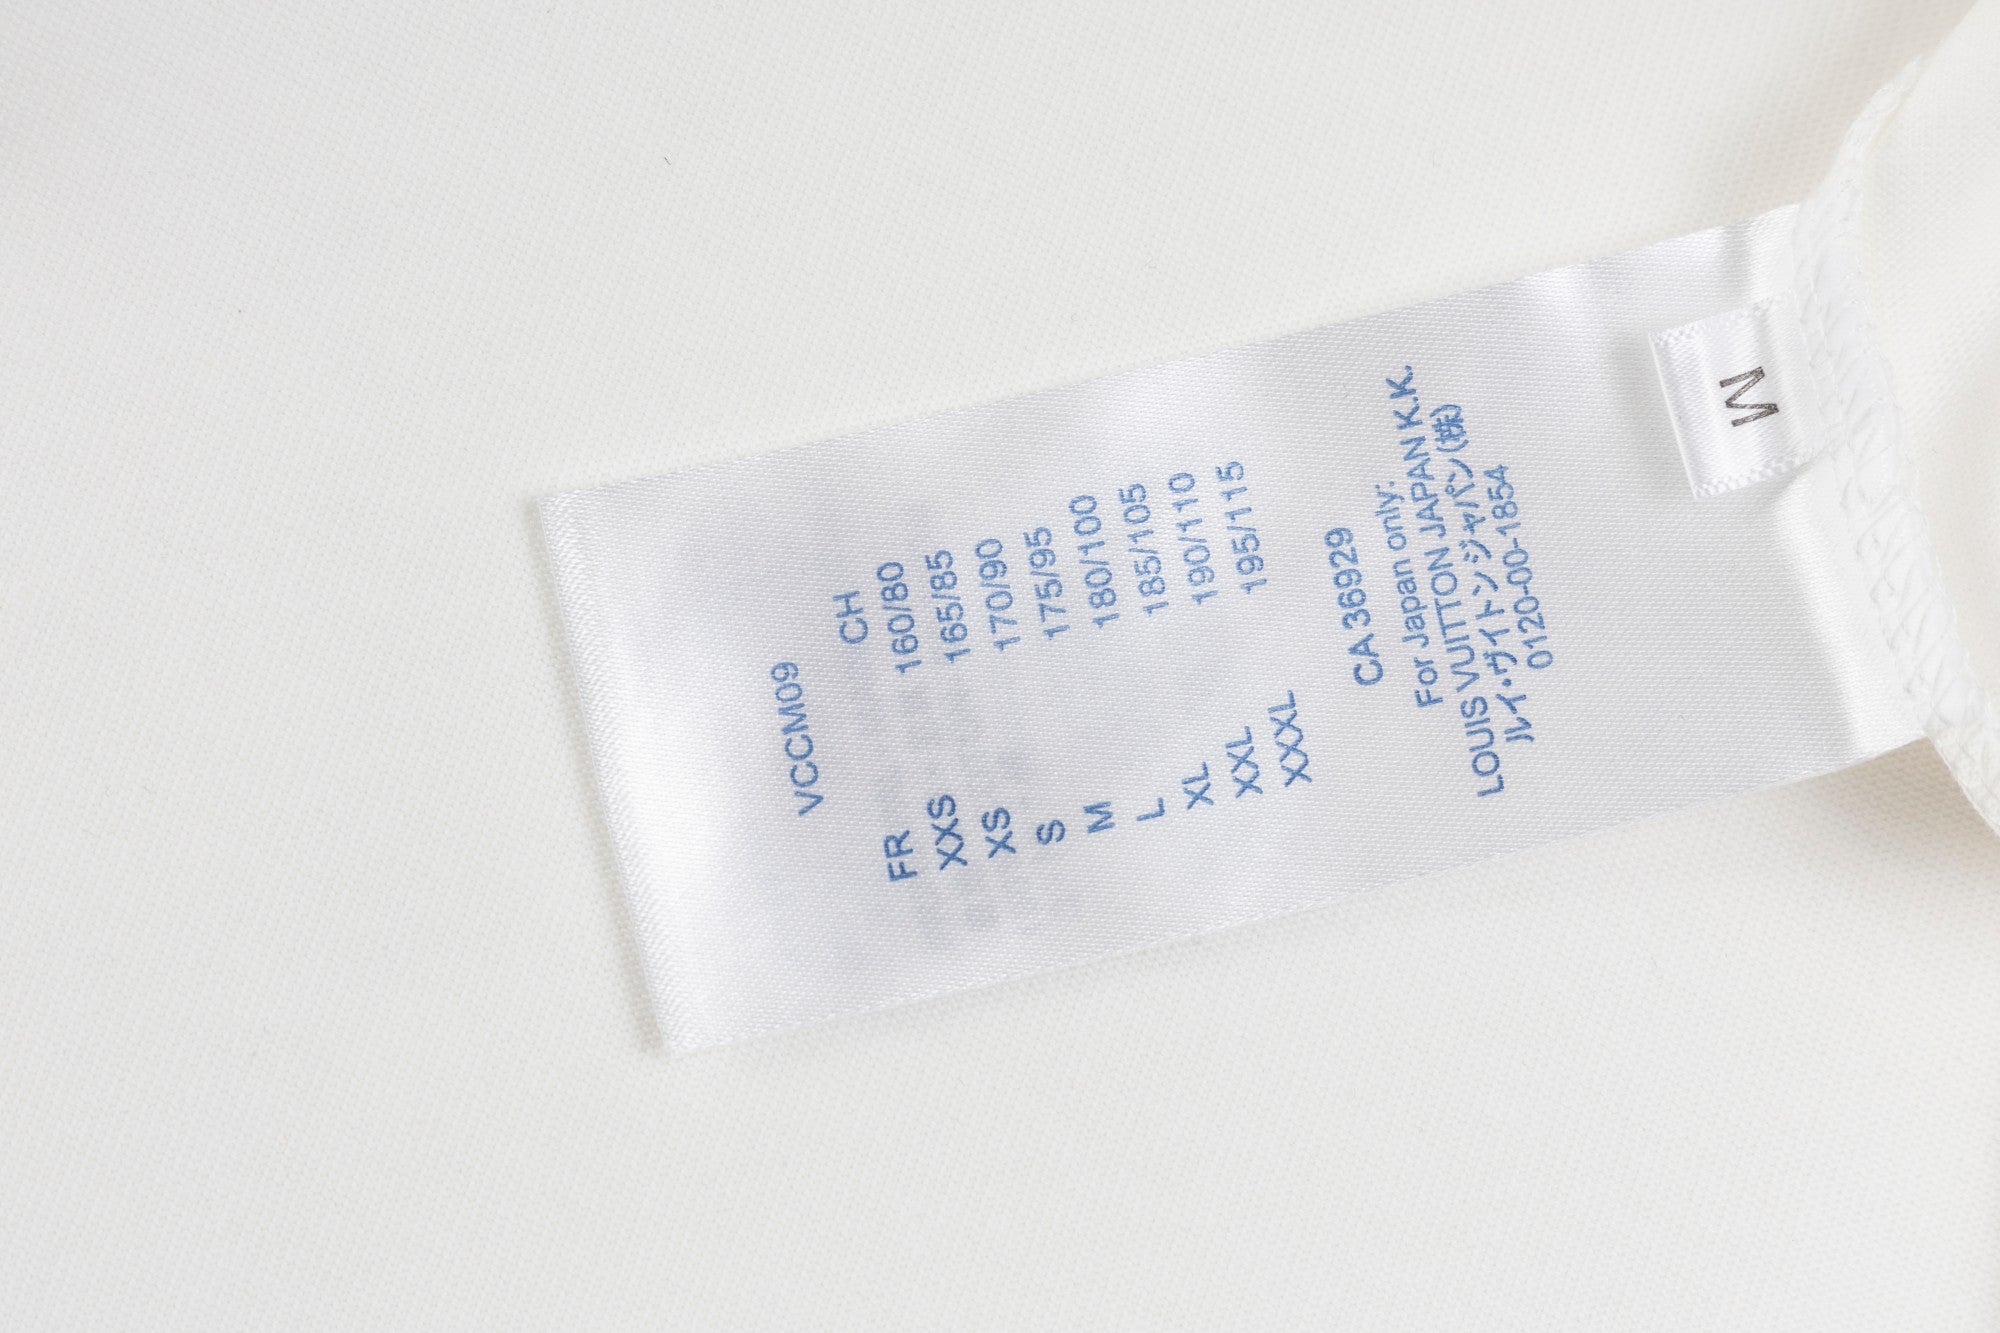 VCCM09
FR CH
XXS 160/80
XS 165/85
S 170/90
M 175/95
L 180/100
XL 185/105
XXL 190/110
XXXL 195/115
CA 36929
For Japan only:
LOUIS VUITTON JAPAN K.K.
ルイ・ヴイトンジャパン(株)
0120-00-1854
M